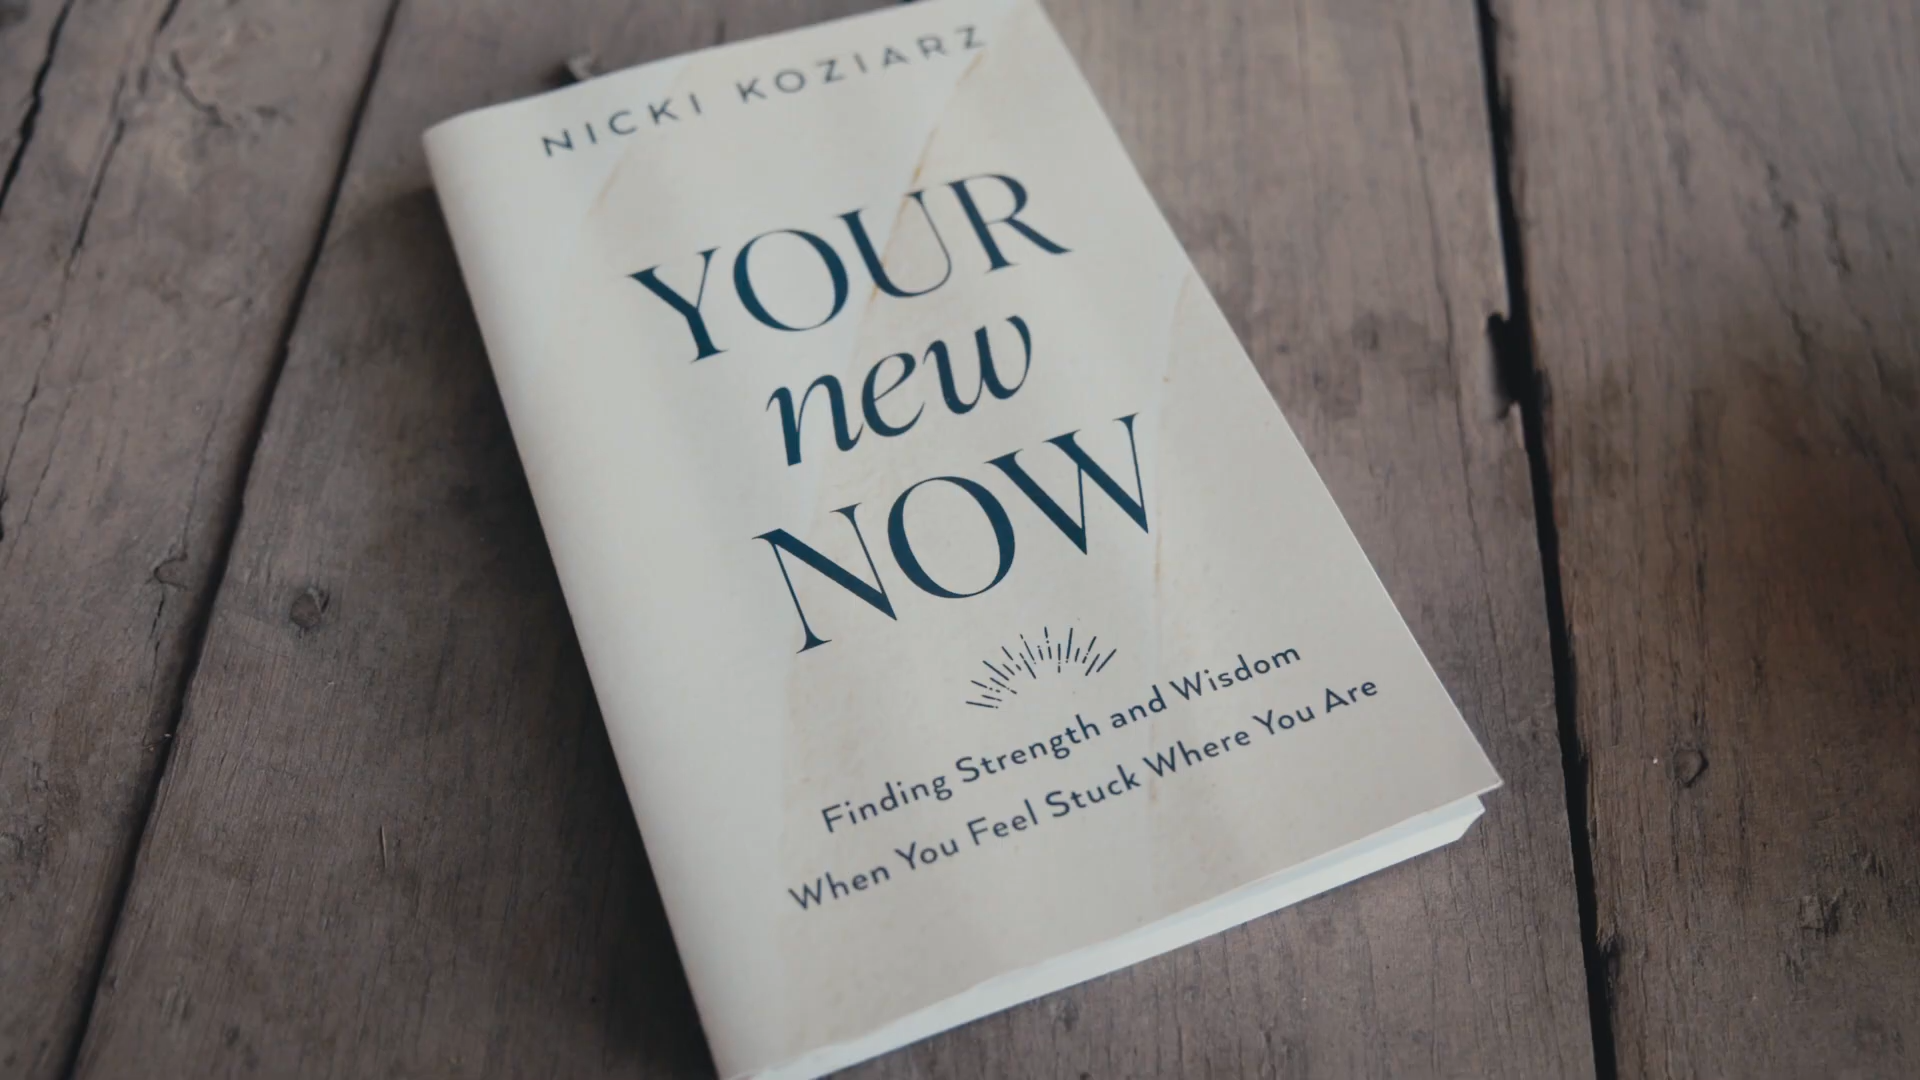 NICKI KOZIARZ
YOUR
new
NOW
Finding Strength and Wisdom
When You Feel Stuck Where You Are